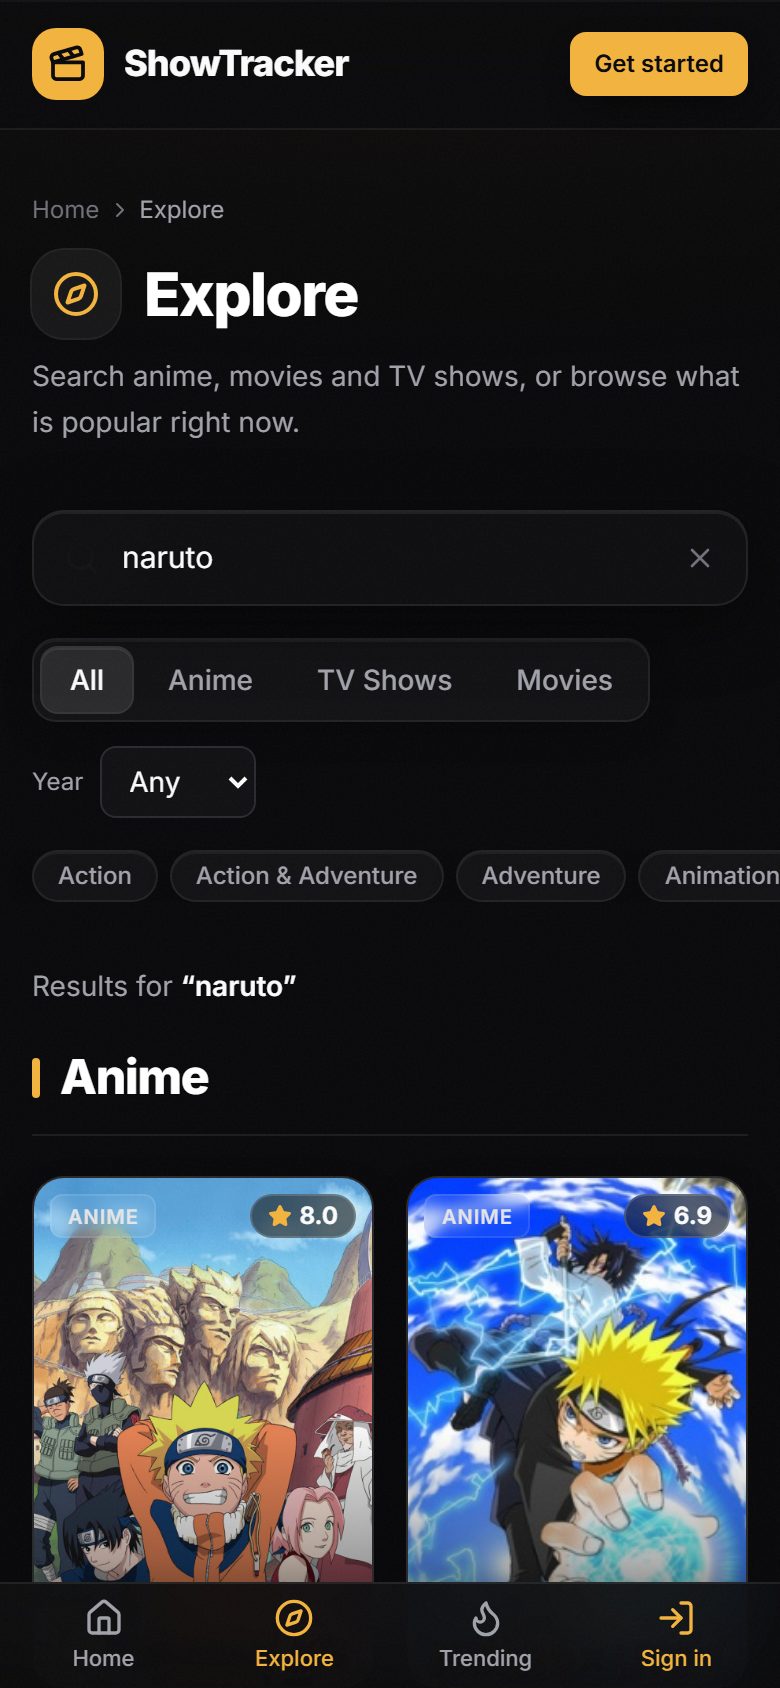 ShowTracker
Get started
Home > Explore
Explore
Search anime, movies and TV shows, or browse what
is popular right now.
naruto
All Anime TV Shows Movies
Year Any
Action Action & Adventure Adventure Animation
Results for “naruto”
Anime
ANIME 8.0 ANIME 6.9
Home Explore Trending Sign in